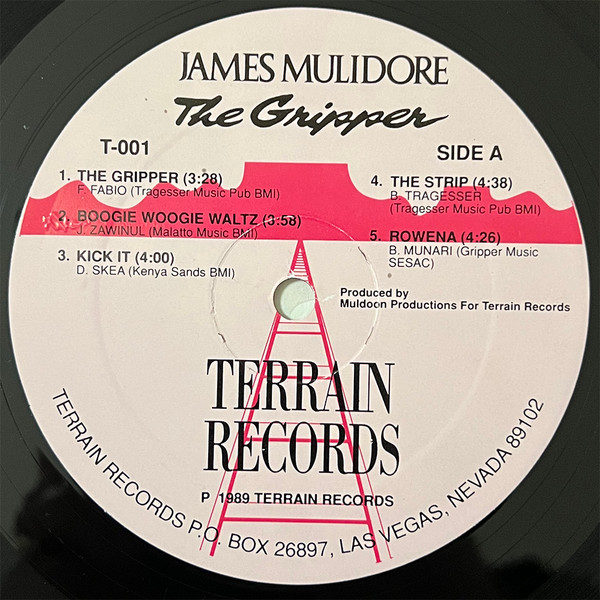 JAMES MULIDORE
The Gripper
T-001
SIDE A
1. THE GRIPPER (3:28)
F. FABIO (Tragesser Music Pub BMI)
2. BOOGIE WOOGIE WALTZ (3:58)
J. ZAWINUL (Malatto Music BMI)
3. KICK IT (4:00)
D. SKEA (Kenya Sands BMI)
4. THE STRIP (4:38)
B. TRAGESSER
(Tragesser Music Pub BMI)
5. ROWENA (4:26)
B. MUNARI (Gripper Music
SESAC)
Produced by
Muldoon Productions For Terrain Records
TERRAIN
RECORDS
P 1989 TERRAIN RECORDS
TERRAIN RECORDS P.O. BOX 26897, LAS VEGAS, NEVADA 89102